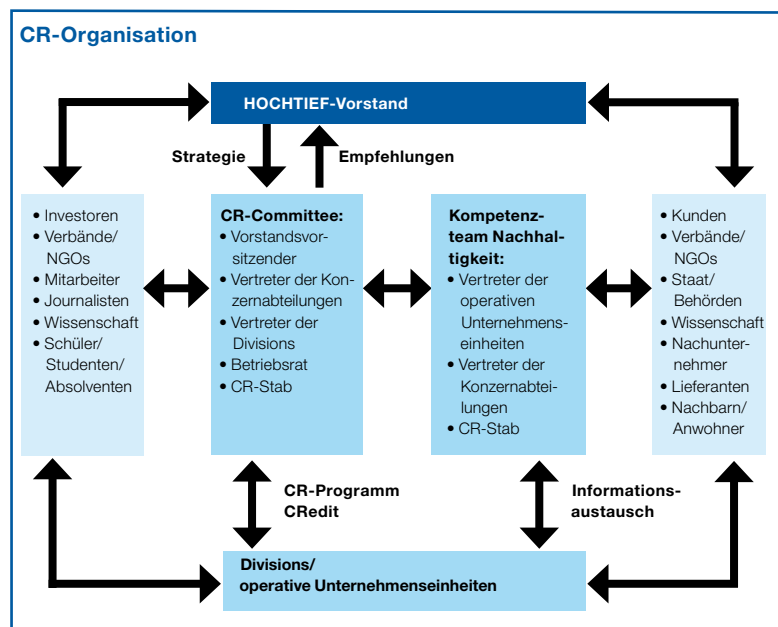 CR-Organisation
HOCHTIEF-Vorstand
Strategie
Empfehlungen
• Investoren
• Verbände/
NGOs
• Mitarbeiter
• Journalisten
• Wissenschaft
• Schüler/
Studenten/
Absolventen
CR-Committee:
• Vorstandsvor-
sitzender
• Vertreter der Kon-
zernabteilungen
• Vertreter der
Divisions
• Betriebsrat
• CR-Stab
Kompetenz-
team Nachhal-
tigkeit:
• Vertreter der
operativen
Unternehmens-
einheiten
• Vertreter der
Konzernabtei-
lungen
• CR-Stab
• Kunden
• Verbände/
NGOs
• Staat/
Behörden
• Wissenschaft
• Nachunter-
nehmer
• Lieferanten
• Nachbarn/
Anwohner
CR-Programm
CRedit
Informations-
austausch
Divisions/
operative Unternehmenseinheiten